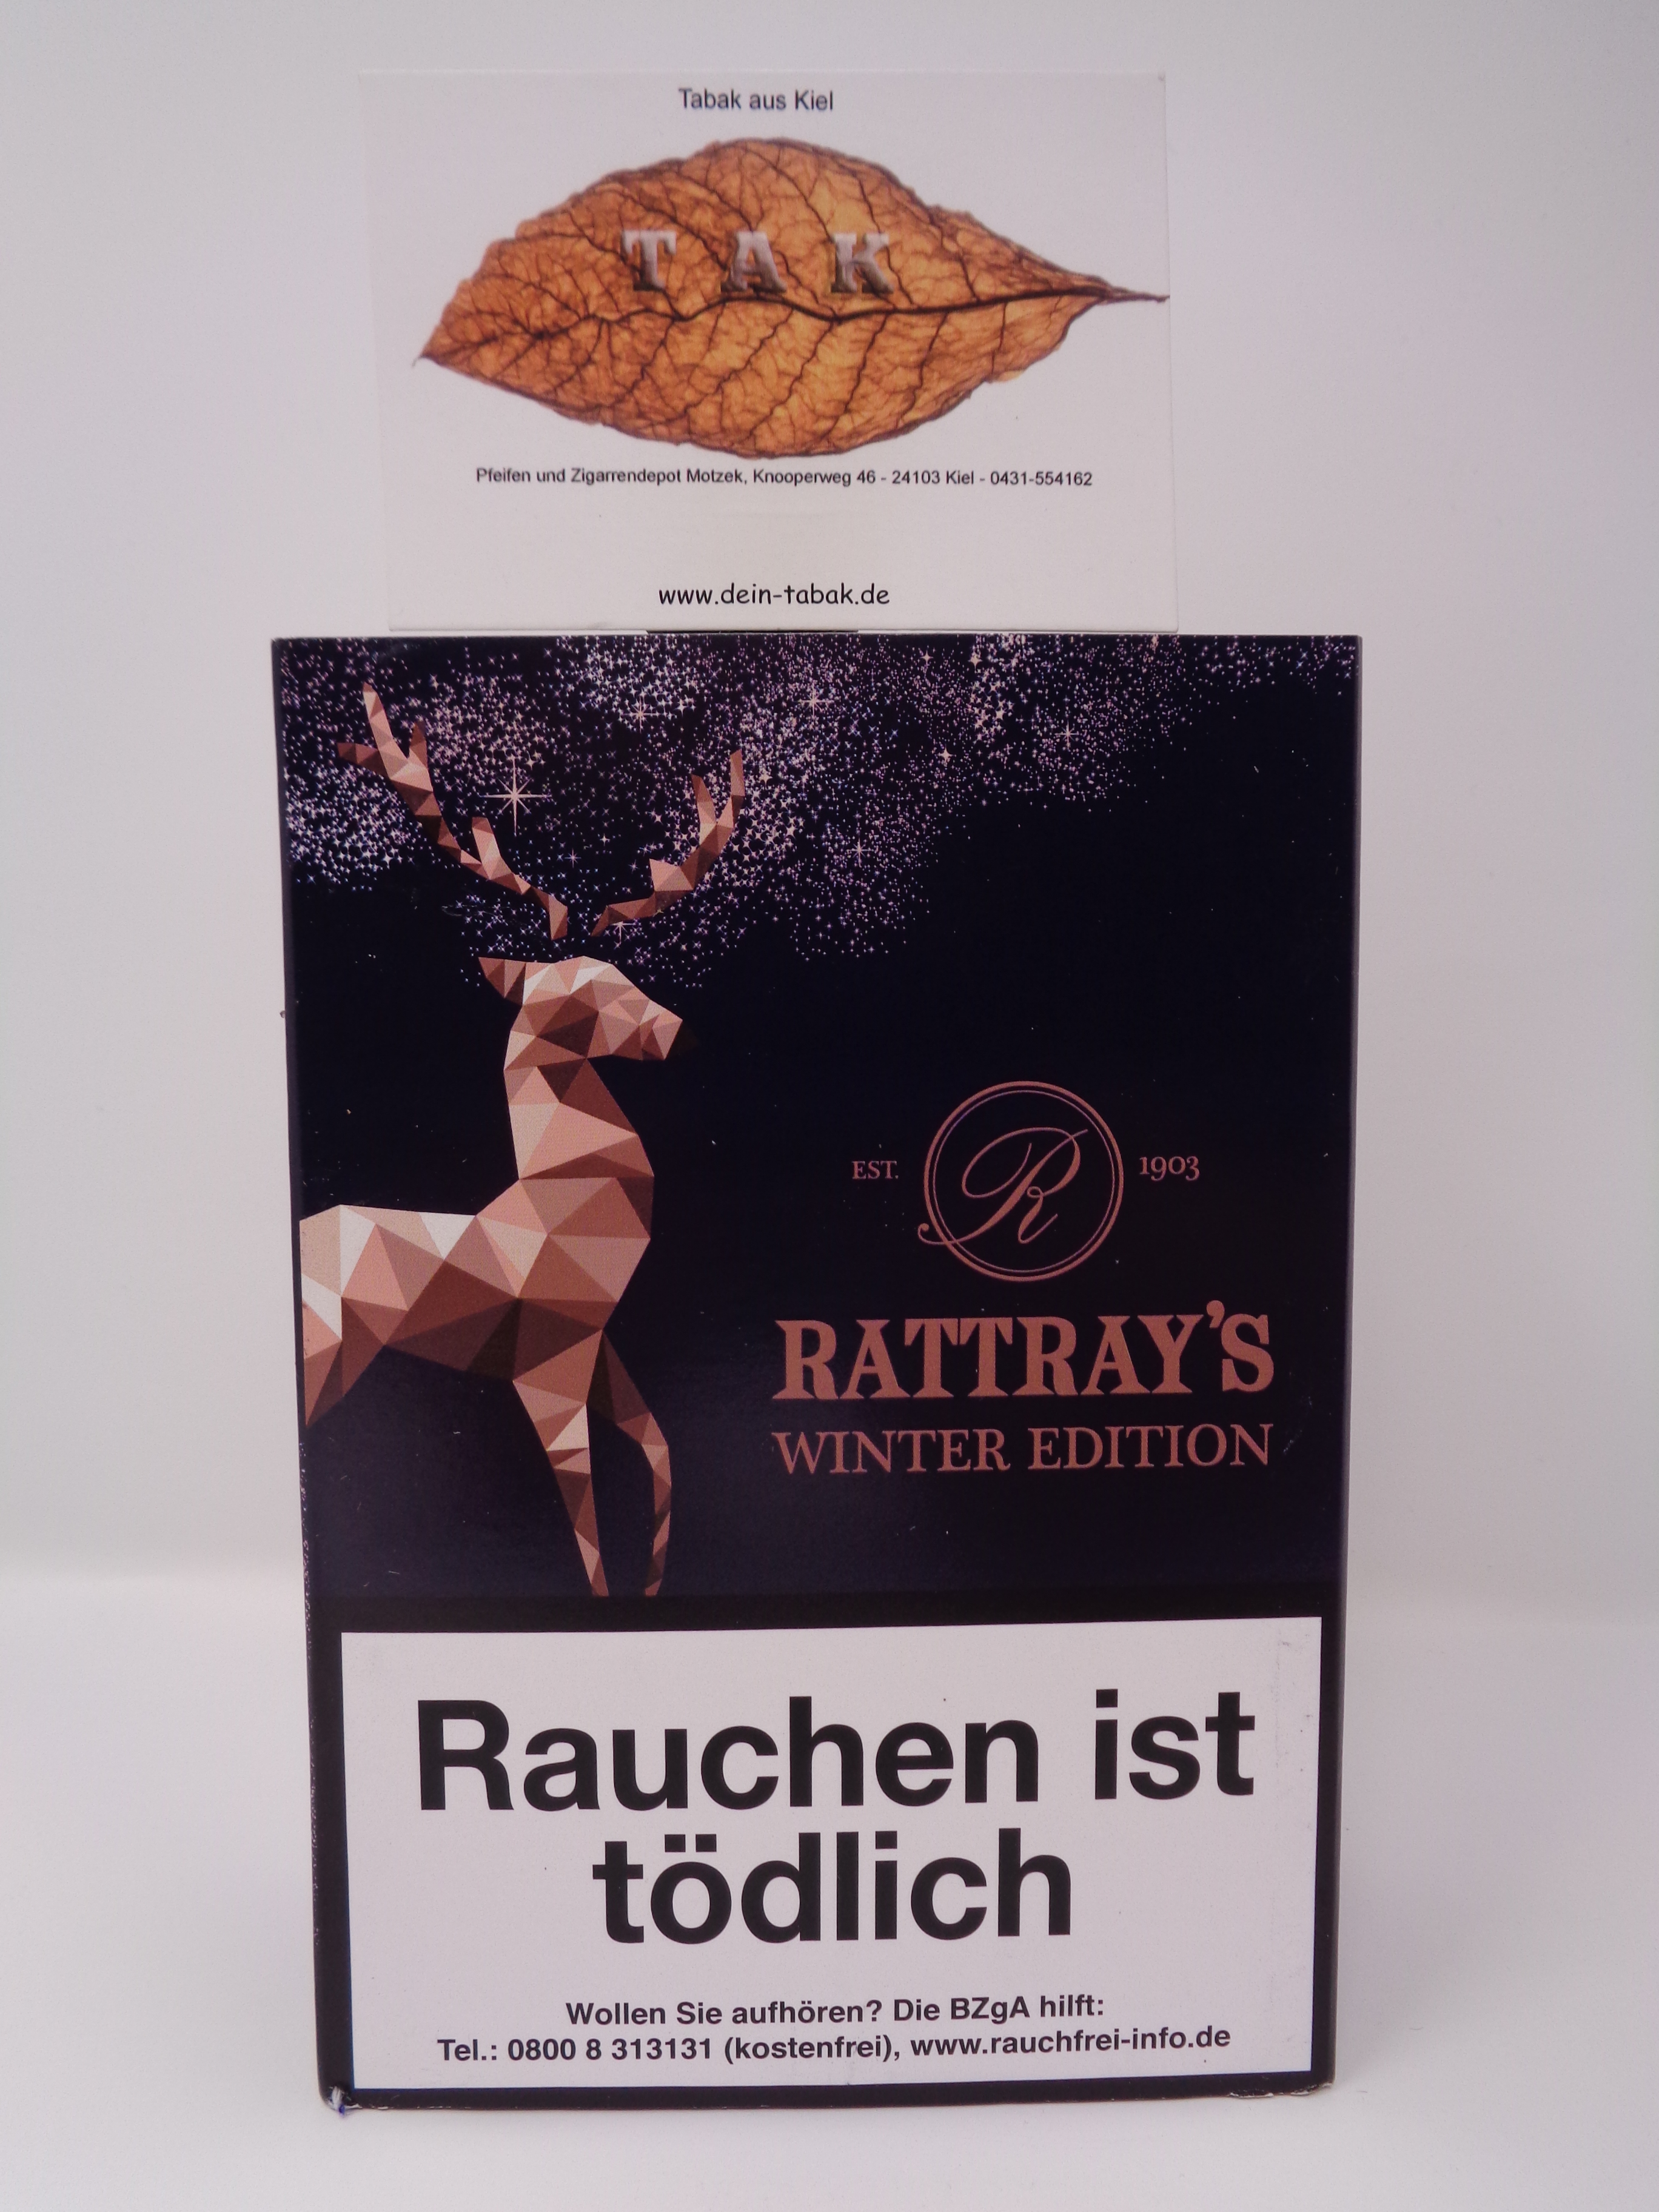 Tabak aus Kiel
TAK
Pfeifen und Zigarrendepot Motzek, Knooperweg 46 - 24103 Kiel - 0431-554162
www.dein-tabak.de
EST. R 1903
RATTRAY'S
WINTER EDITION
Rauchen ist
tödlich
Wollen Sie aufhören? Die BZgA hilft:
Tel.: 0800 8 313131 (kostenfrei), www.rauchfrei-info.de